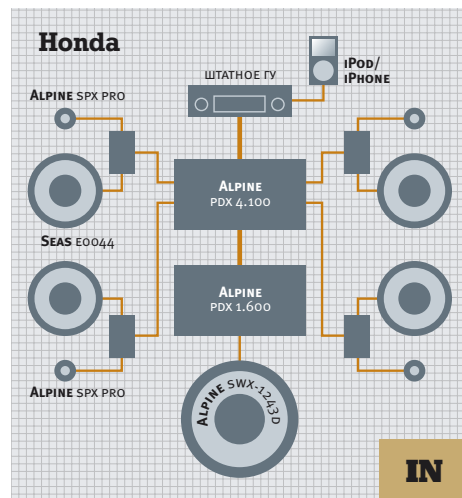 Honda
ШТАТНОЕ ГУ
IPOD/
IPHONE
ALPINE SPX PRO
ALPINE
PDX 4.100
SEAS E0044
ALPINE
PDX 1.600
ALPINE SPX PRO
ALPINE SWX-1243D
IN